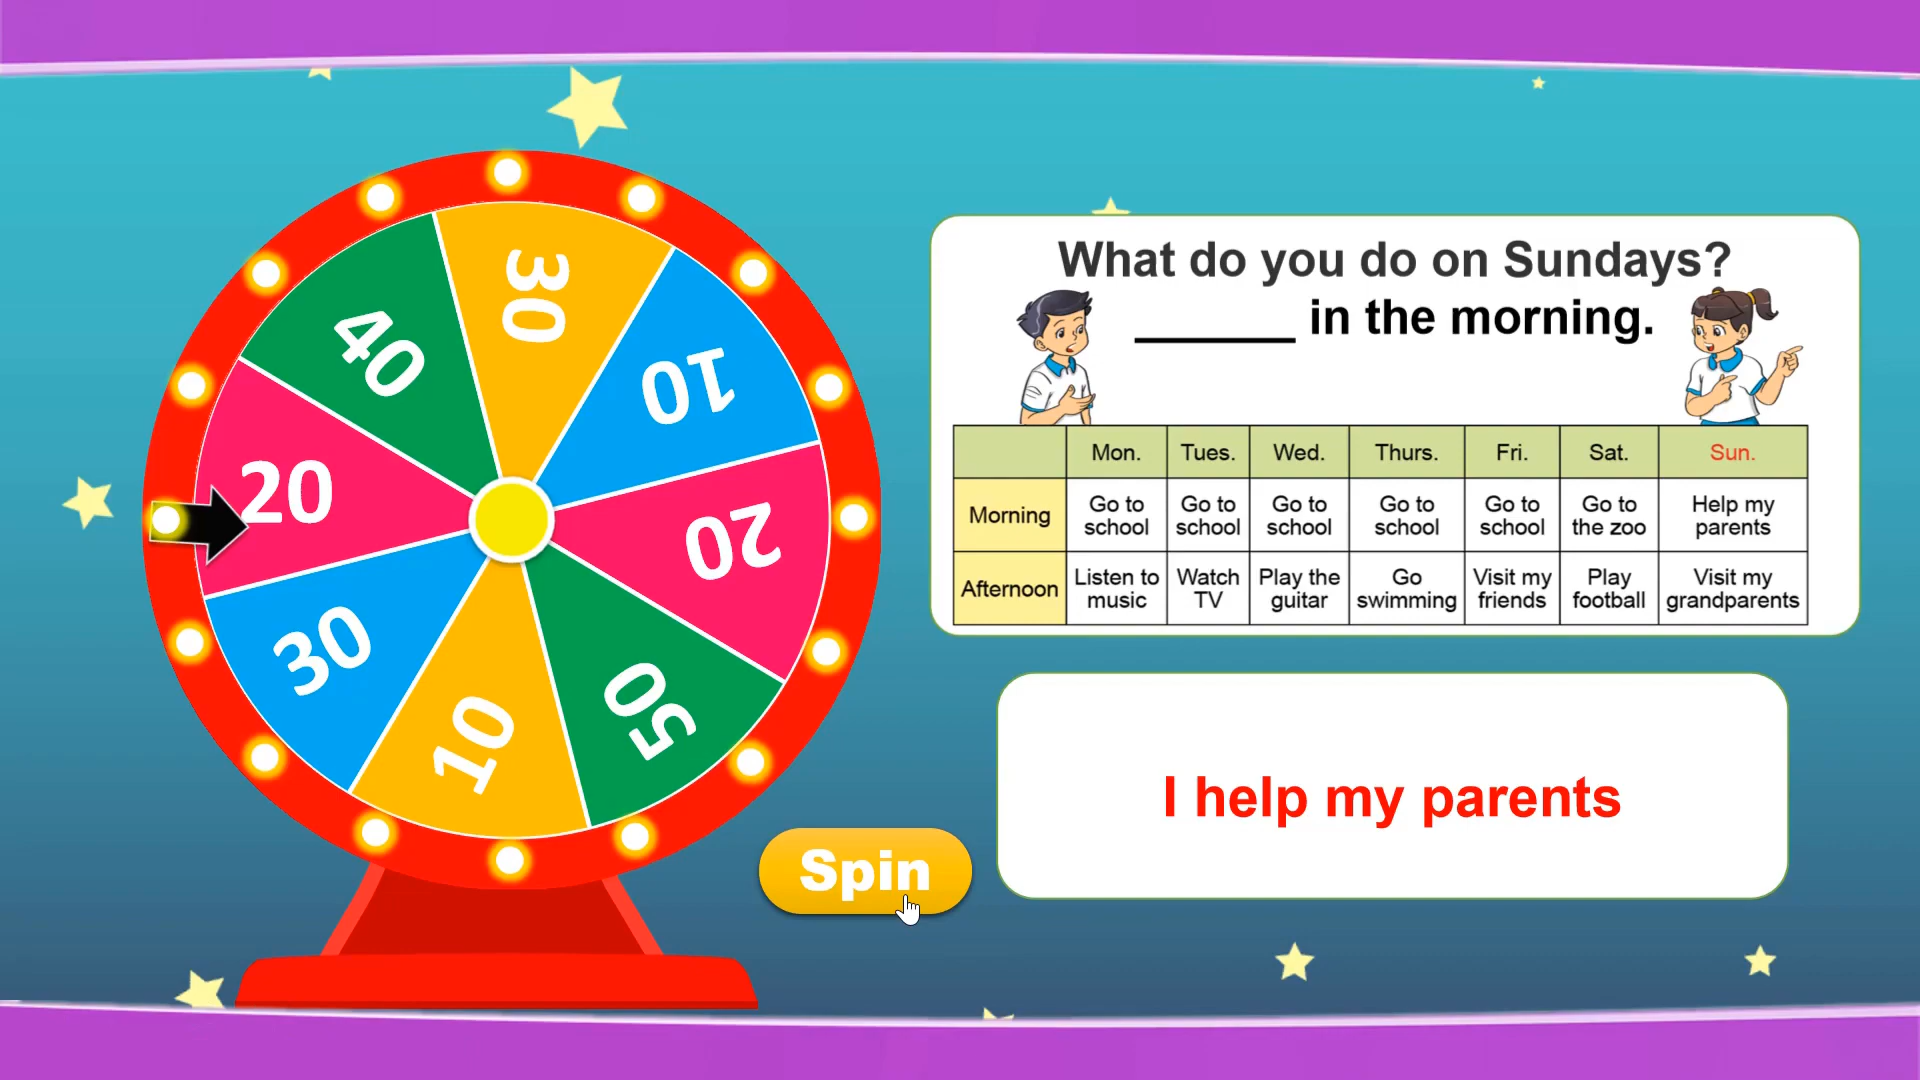 What do you do on Sundays?
_______ in the morning.
Mon. Tues. Wed. Thurs. Fri. Sat. Sun.
Morning
Go to school
Go to school
Go to school
Go to school
Go to school
Go to the zoo
Help my parents
Afternoon
Listen to music
Watch TV
Play the guitar
Go swimming
Visit my friends
Play football
Visit my grandparents
I help my parents
Spin
30
10
20
50
10
30
20
40